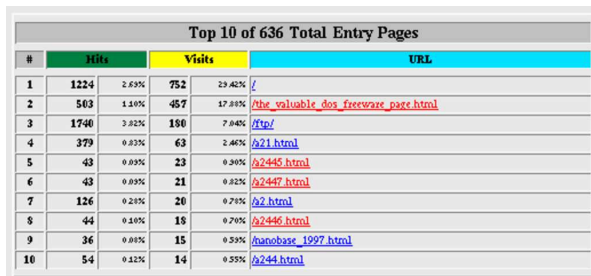 Top 10 of 636 Total Entry Pages
# Hits Visits URL
1 1224 2.69% 752 29.42% /
2 503 1.10% 457 17.88% /the_valuable_dos_freeware_page.html
3 1740 3.82% 180 7.04% /ftp/
4 379 0.83% 63 2.46% /a21.html
5 43 0.09% 23 0.90% /a2445.html
6 43 0.09% 21 0.82% /a2447.html
7 126 0.28% 20 0.78% /a2.html
8 44 0.10% 18 0.70% /a2446.html
9 36 0.08% 15 0.59% /nanobase_1997.html
10 54 0.12% 14 0.55% /a244.html